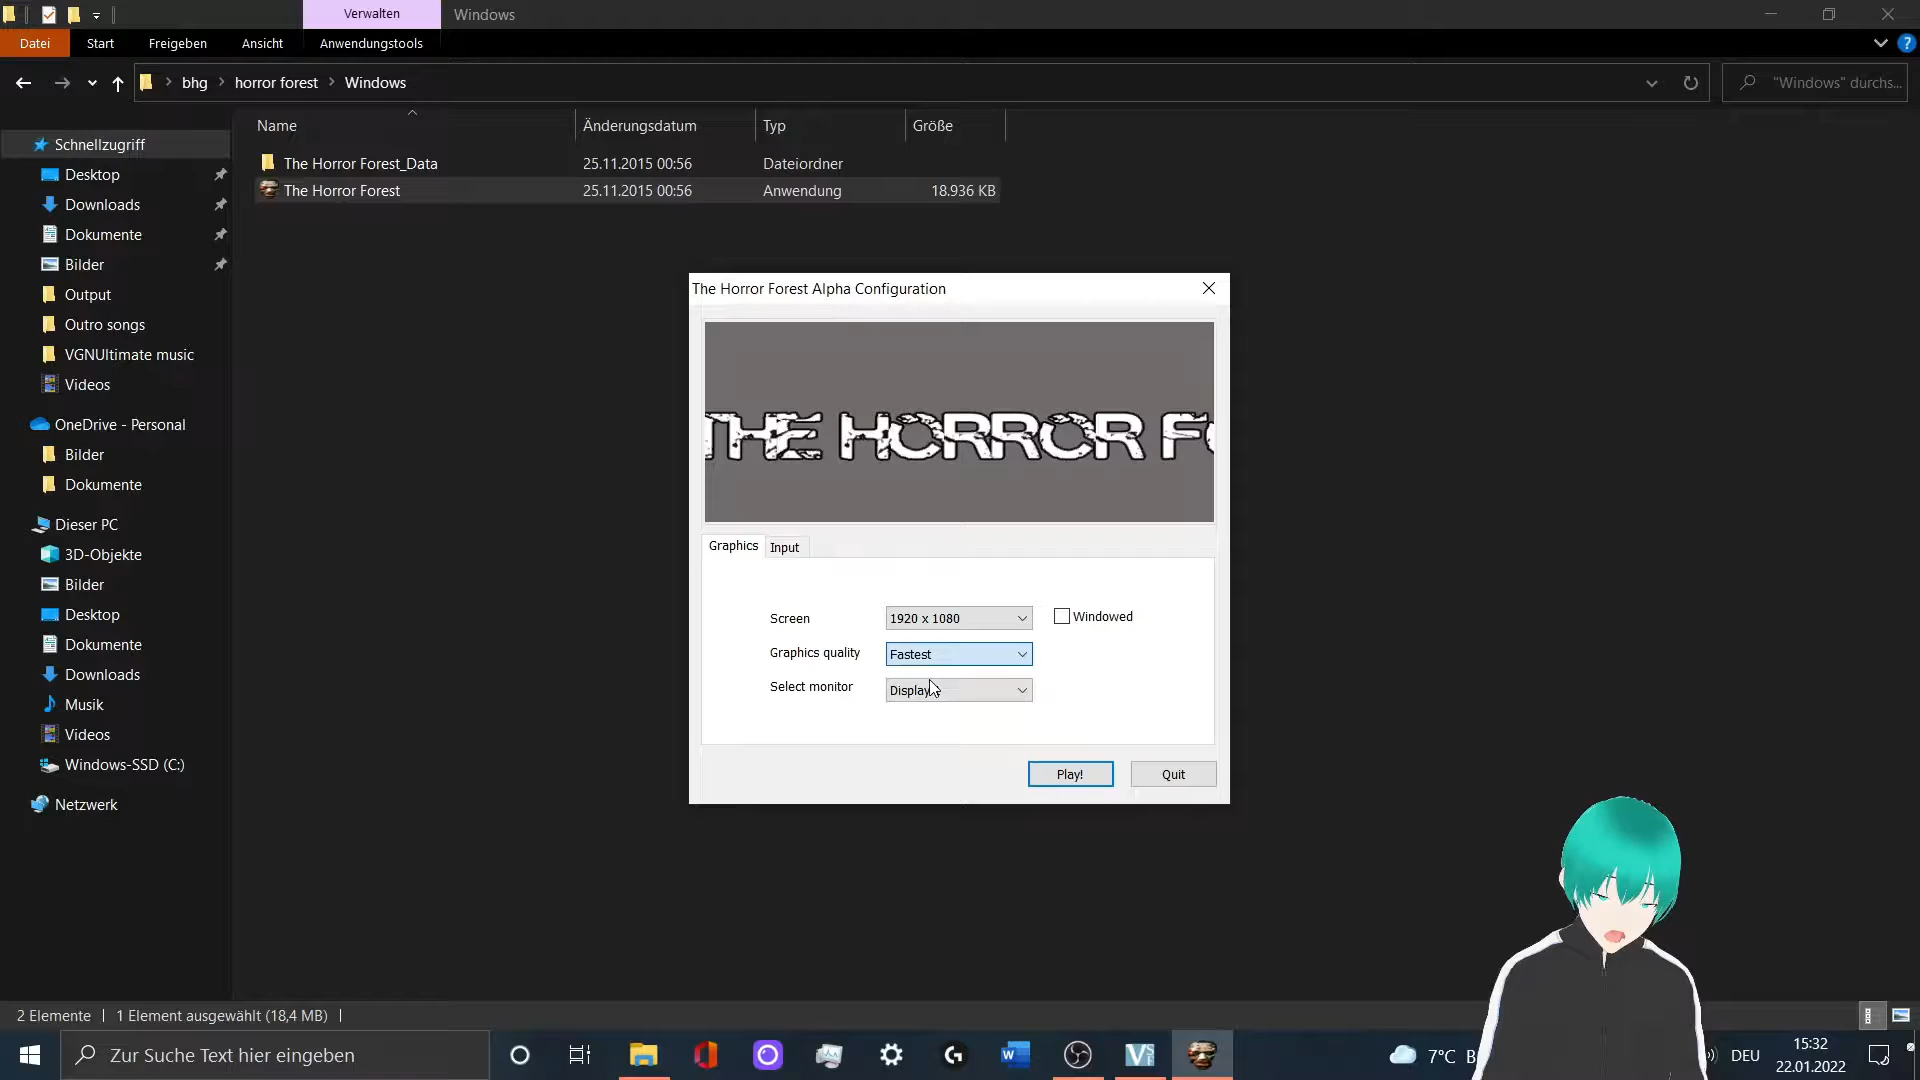 Verwalten
Windows
Datei
Start
Freigeben
Ansicht
Anwendungstools
bhg
horror forest
Windows
"Windows" durchs...
Name
Änderungsdatum
Typ
Größe
The Horror Forest_Data
25.11.2015 00:56
Dateiordner
The Horror Forest
25.11.2015 00:56
Anwendung
18.936 KB
Schnellzugriff
Desktop
Downloads
Dokumente
Bilder
Output
Outro songs
VGNUltimate music
Videos
OneDrive - Personal
Bilder
Dokumente
Dieser PC
3D-Objekte
Bilder
Desktop
Dokumente
Downloads
Musik
Videos
Windows-SSD (C:)
Netzwerk
The Horror Forest Alpha Configuration
THE HORROR FO
Graphics
Input
Screen
1920 x 1080
Windowed
Graphics quality
Fastest
Select monitor
Display
Play!
Quit
2 Elemente
1 Element ausgewählt (18,4 MB)
Zur Suche Text hier eingeben
7°C B
DEU
15:32
22.01.2022